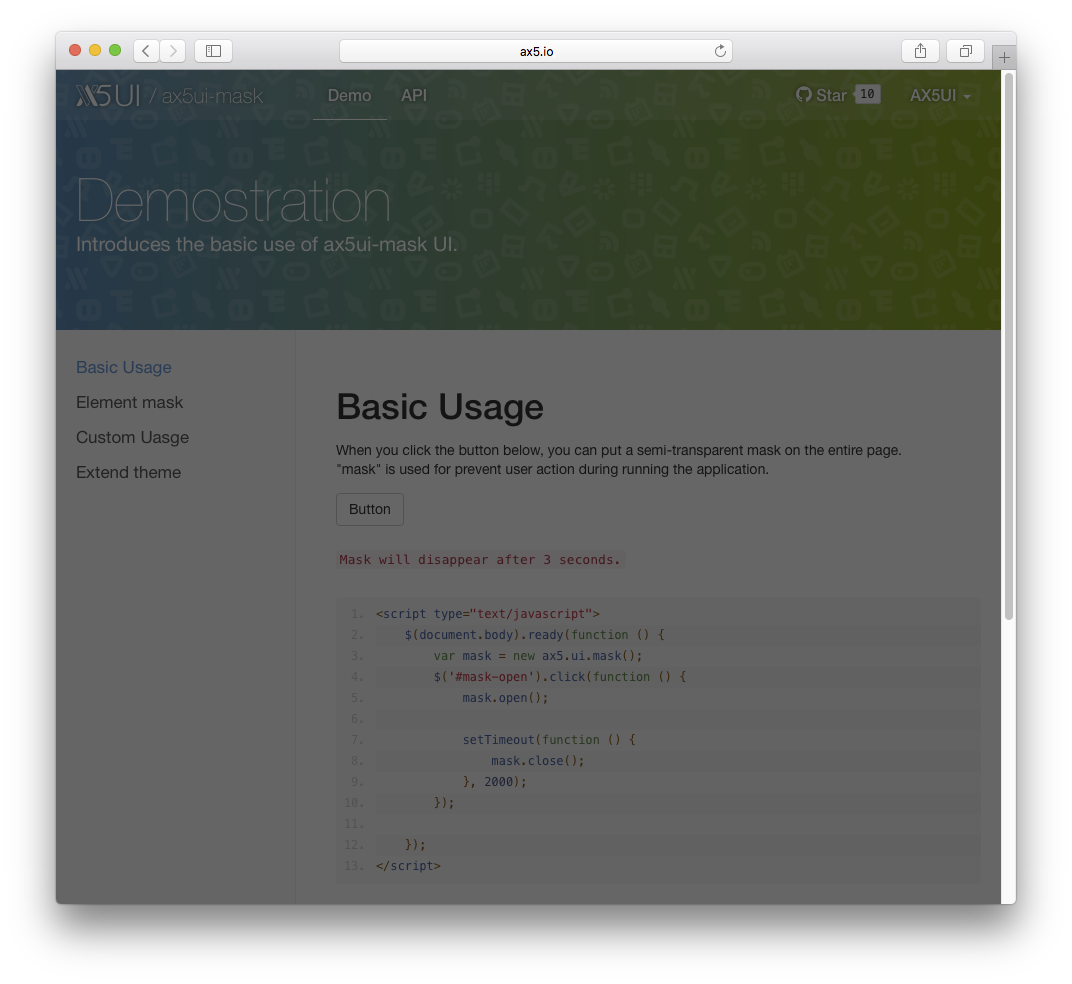 ax5.io
AX5UI / ax5ui-mask Demo API Star 10 AX5UI
Demostration
Introduces the basic use of ax5ui-mask UI.
Basic Usage
Element mask
Custom Uasge
Extend theme
Basic Usage
When you click the button below, you can put a semi-transparent mask on the entire page.
"mask" is used for prevent user action during running the application.
Button
Mask will disappear after 3 seconds.
1. <script type="text/javascript">
2. $(document.body).ready(function () {
3. var mask = new ax5.ui.mask();
4. $('#mask-open').click(function () {
5. mask.open();
6.
7. setTimeout(function () {
8. mask.close();
9. }, 2000);
10. });
11.
12. });
13. </script>